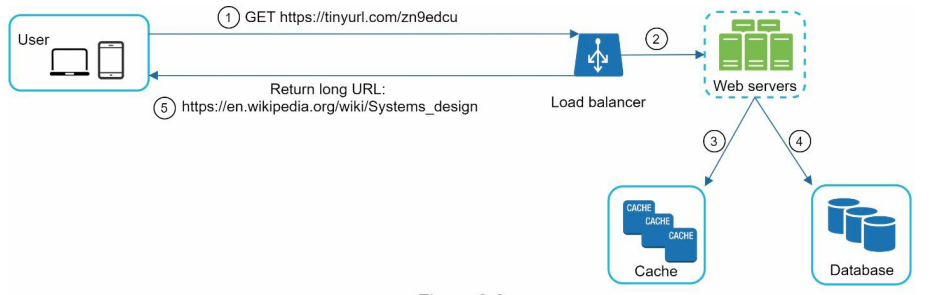 1 GET https://tinyurl.com/zn9edcu
User
2
Return long URL:
5 https://en.wikipedia.org/wiki/Systems_design
Load balancer
Web servers
3
4
CACHE
CACHE
CACHE
Cache
Database